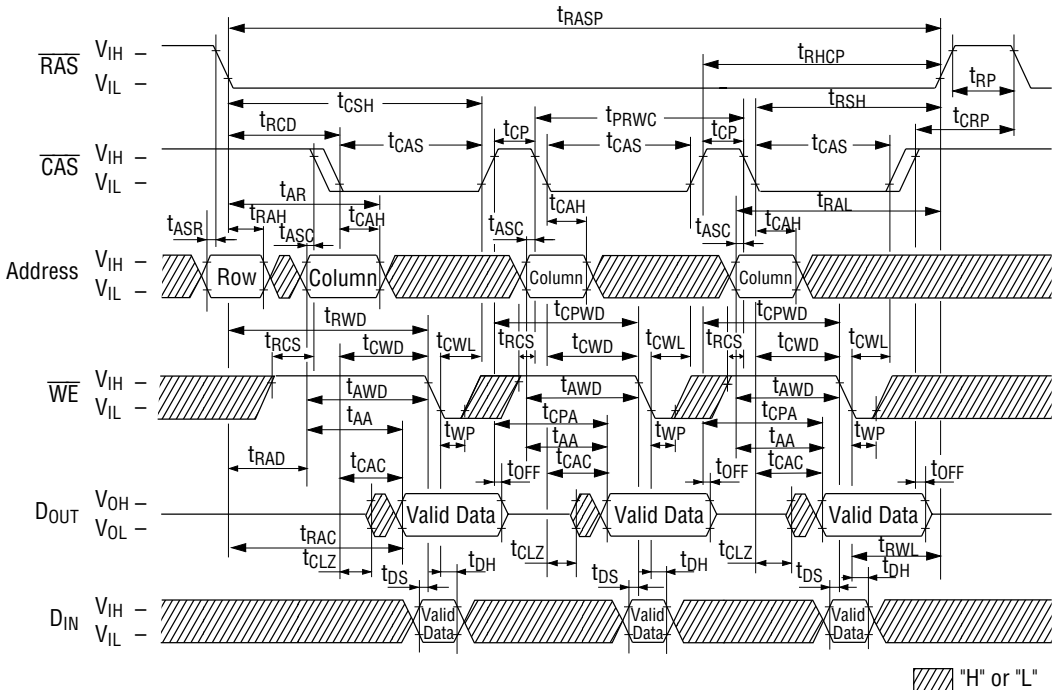 tRASP
RAS VIH
VIL
tRHCP
tRP
tCSH
tRSH
tRCD
tCP
tPRWC
tCP
tCRP
CAS VIH
VIL
tCAS
tCAS
tCAS
tAR
tRAL
tASR
tRAH
tASC
tCAH
tASC
tCAH
tASC
tCAH
Address VIH
VIL
Row
Column
Column
Column
tRWD
tCPWD
tCPWD
tRCS
tCWD
tCWL
tRCS
tCWD
tCWL
tRCS
tCWD
tCWL
WE VIH
VIL
tAWD
tAWD
tAWD
tAA
tWP
tCPA
tWP
tCPA
tWP
tAA
tAA
tRAD
tCAC
tOFF
tCAC
tOFF
tCAC
tOFF
DOUT VOH
VOL
Valid Data
Valid Data
Valid Data
tRAC
tCLZ
tCLZ
tCLZ
tRWL
tDS
tDH
tDS
tDH
tDS
tDH
DIN VIH
VIL
Valid Data
Valid Data
Valid Data
"H" or "L"